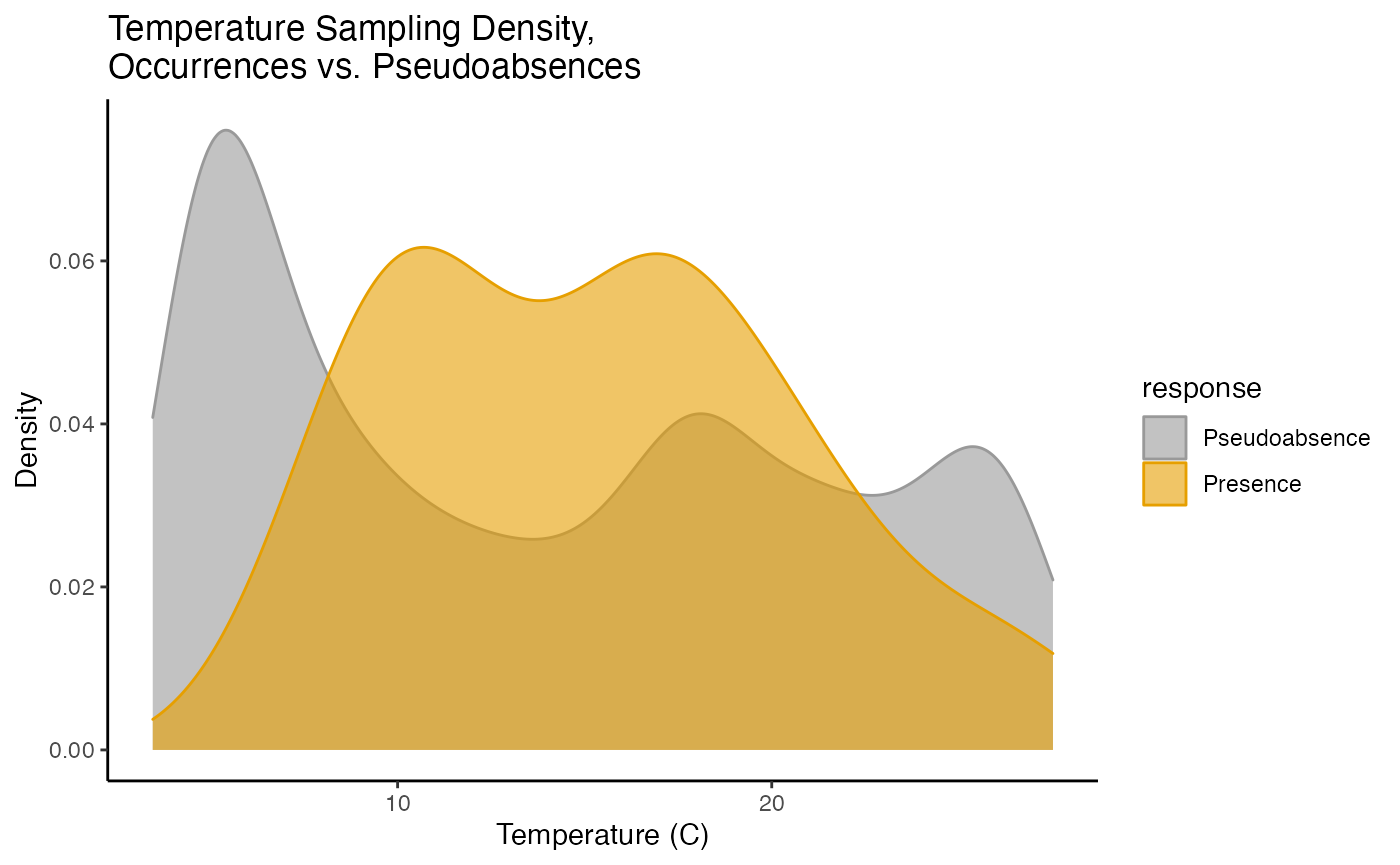 Temperature Sampling Density,
Occurrences vs. Pseudoabsences
Density
0.06
0.04
0.02
0.00
10
20
Temperature (C)
response
Pseudoabsence
Presence